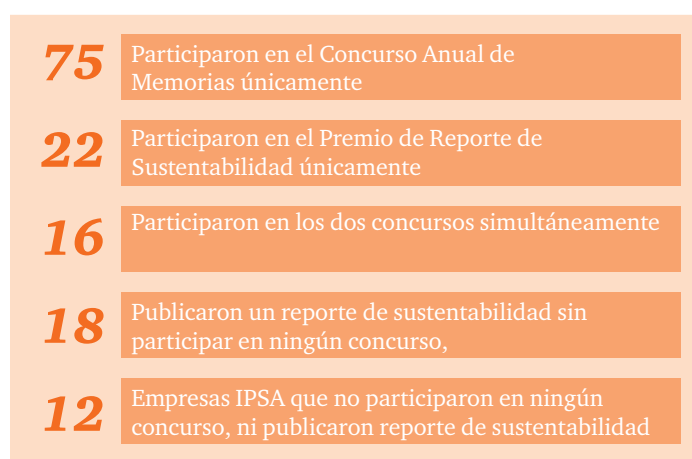 75
Participaron en el Concurso Anual de
Memorias únicamente
22
Participaron en el Premio de Reporte de
Sustentabilidad únicamente
16
Participaron en los dos concursos simultáneamente
18
Publicaron un reporte de sustentabilidad sin
participar en ningún concurso,
12
Empresas IPSA que no participaron en ningún
concurso, ni publicaron reporte de sustentabilidad